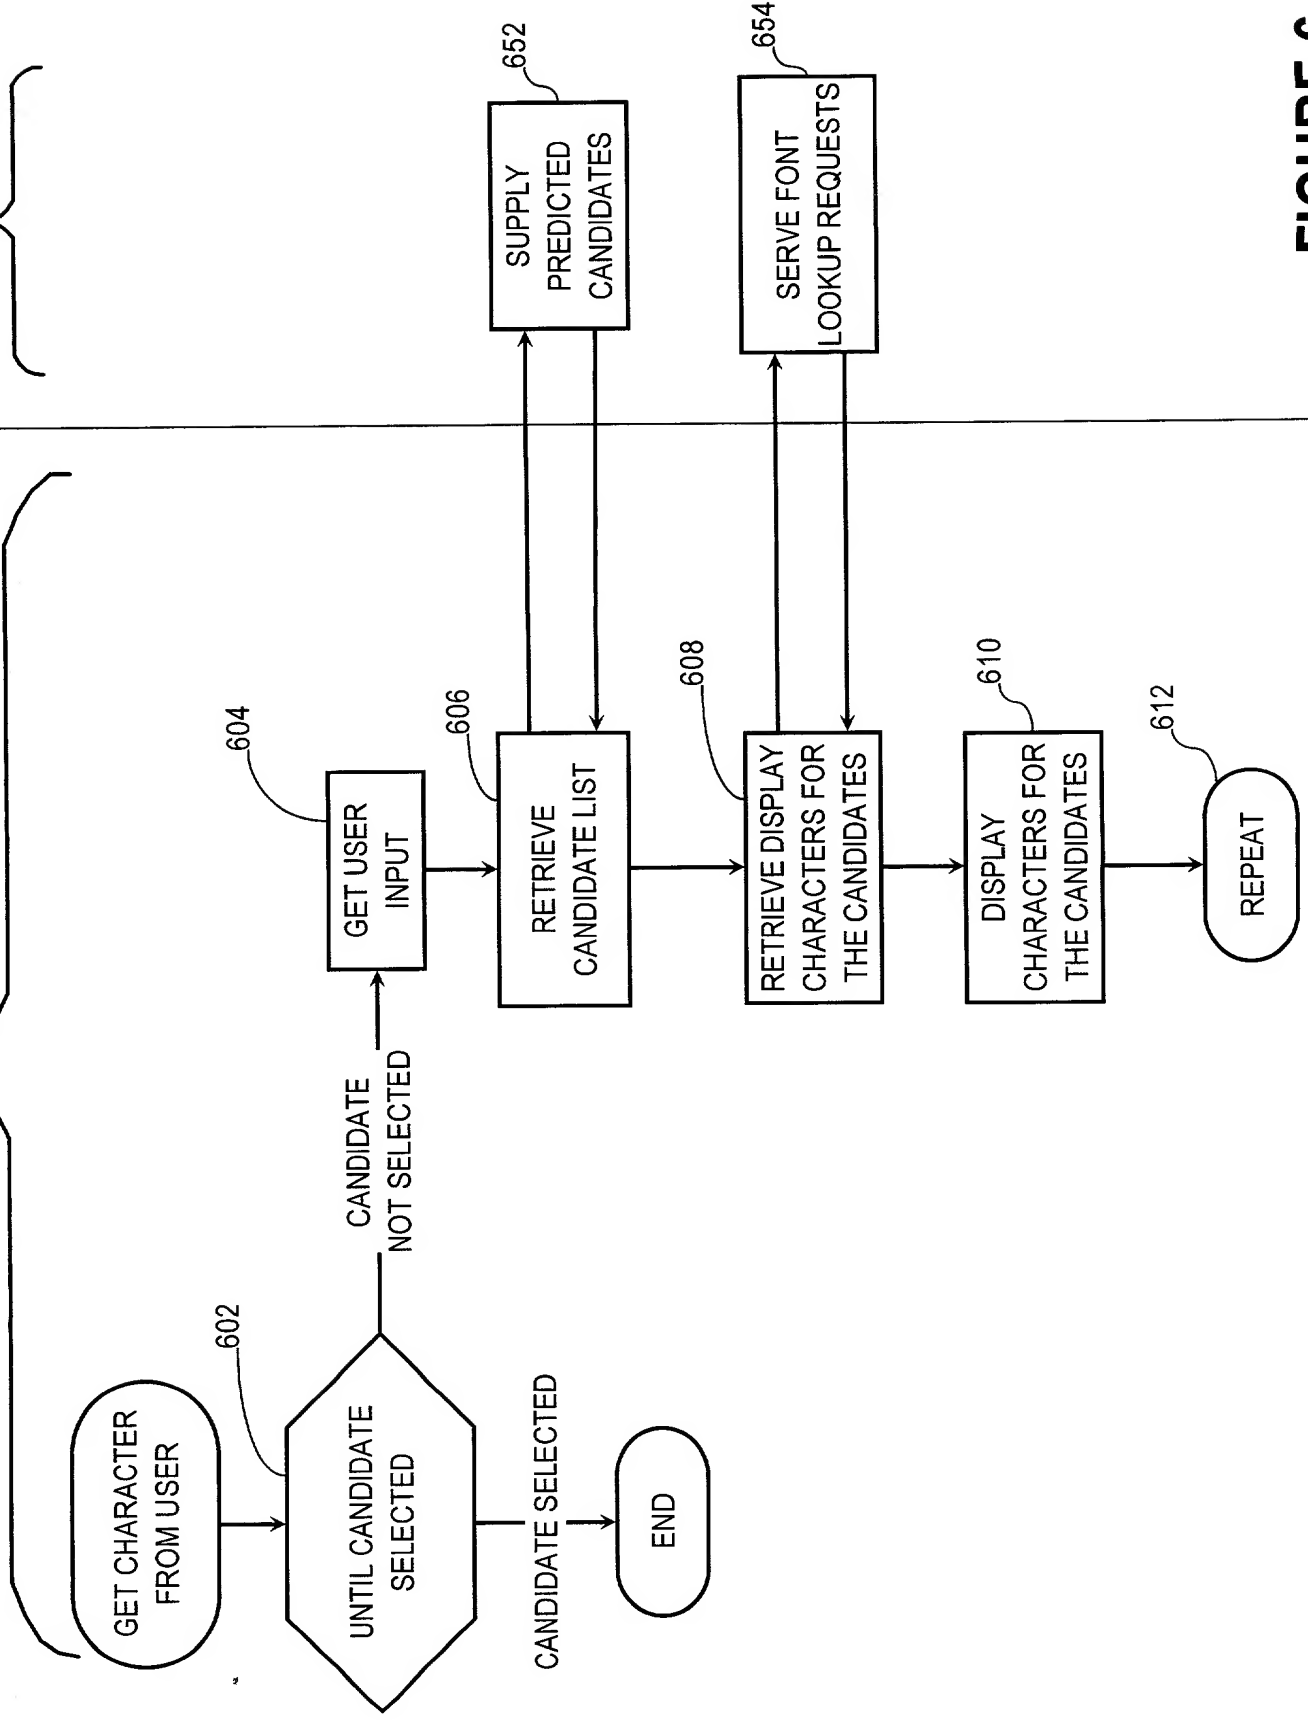 GET CHARACTER
FROM USER
602
UNTIL CANDIDATE
SELECTED
CANDIDATE SELECTED
END
CANDIDATE
NOT SELECTED
604
GET USER
INPUT
606
RETRIEVE
CANDIDATE LIST
608
RETRIEVE DISPLAY
CHARACTERS FOR
THE CANDIDATES
610
DISPLAY
CHARACTERS FOR
THE CANDIDATES
612
REPEAT
652
SUPPLY
PREDICTED
CANDIDATES
654
SERVE FONT
LOOKUP REQUESTS
FIGURE